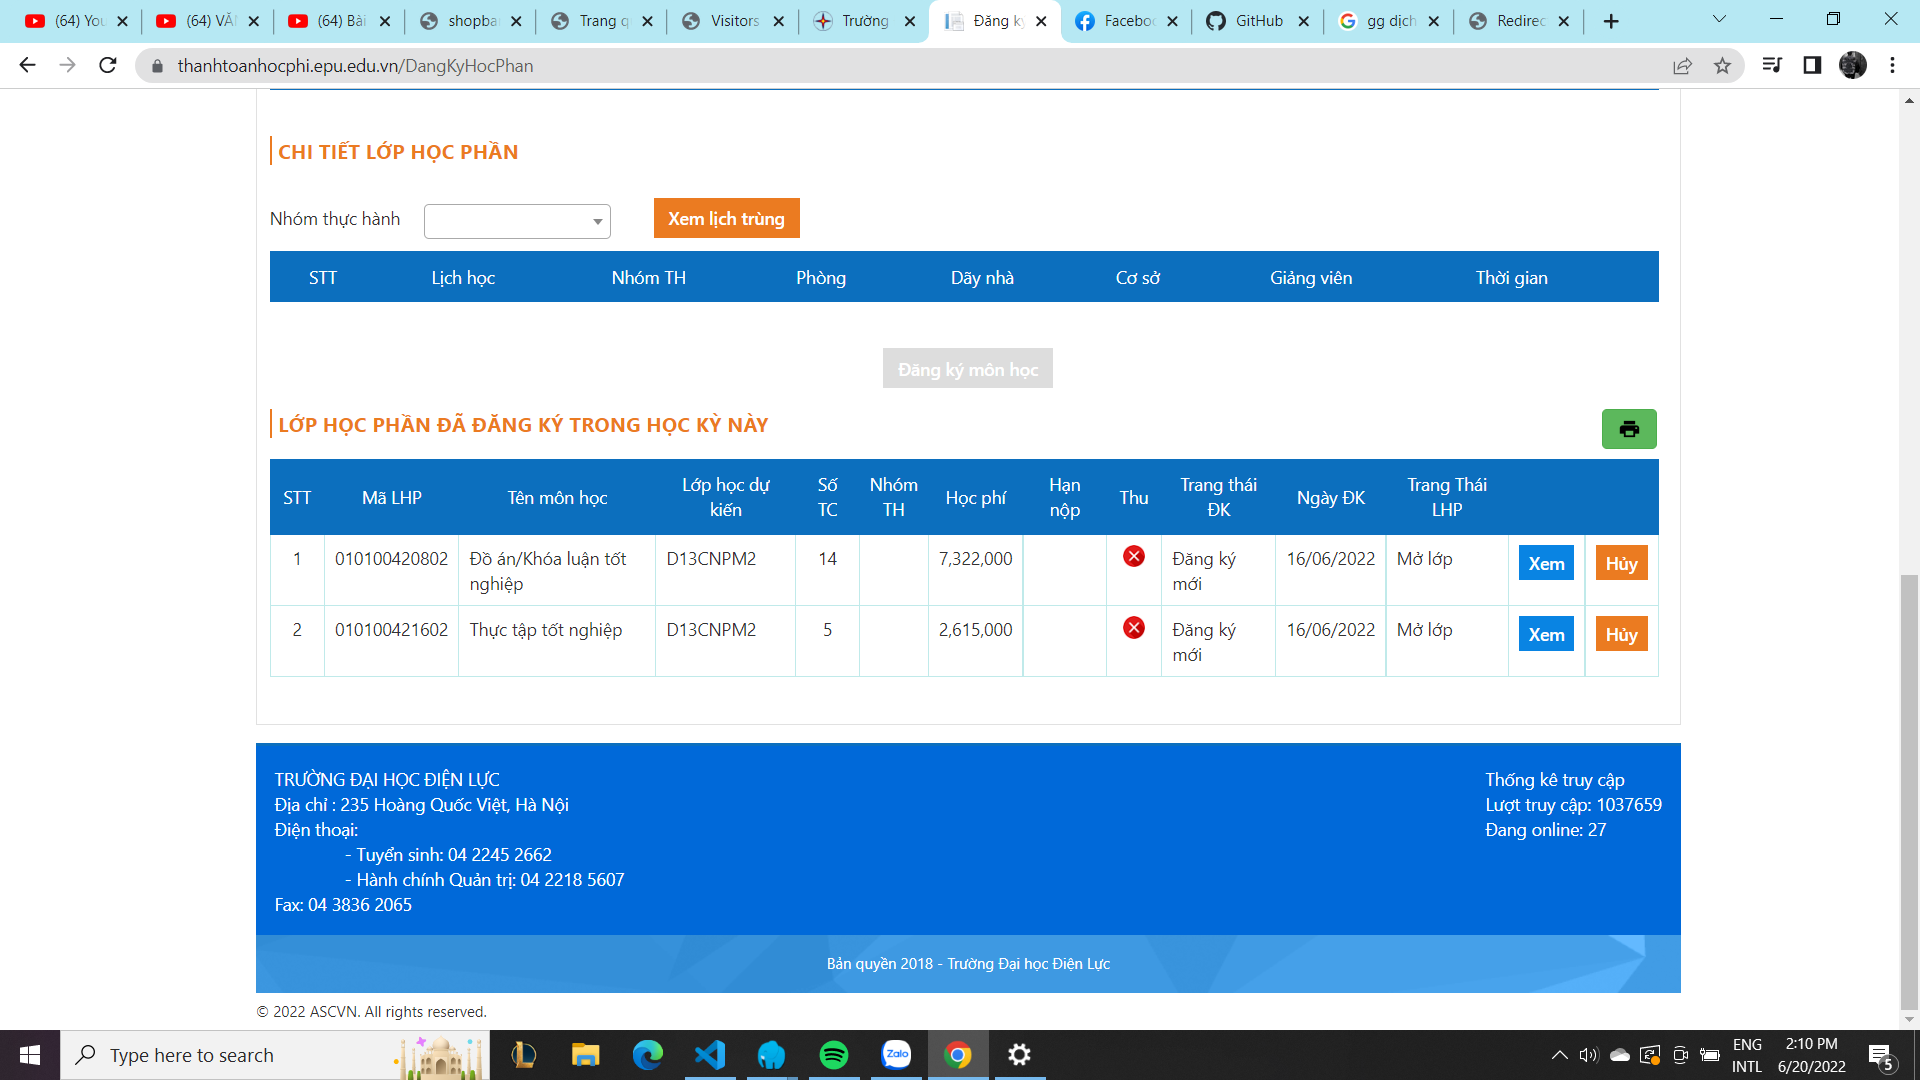 (64) You
(64) VĂN
(64) Bài
shopba
Trang q
Visitors
Trường
Đăng ký
Faceboo
GitHub
gg dịch
Redirec
thanhtoanhocphi.epu.edu.vn/DangKyHocPhan
CHI TIẾT LỚP HỌC PHẦN
Nhóm thực hành
Xem lịch trùng
STT Lịch học Nhóm TH Phòng Dãy nhà Cơ sở Giảng viên Thời gian
Đăng ký môn học
LỚP HỌC PHẦN ĐÃ ĐĂNG KÝ TRONG HỌC KỲ NÀY
STT Mã LHP Tên môn học Lớp học dự kiến Số TC Nhóm TH Học phí Hạn nộp Thu Trang thái ĐK Ngày ĐK Trang Thái LHP
1 010100420802 Đồ án/Khóa luận tốt nghiệp D13CNPM2 14 7,322,000 Đăng ký mới 16/06/2022 Mở lớp Xem Hủy
2 010100421602 Thực tập tốt nghiệp D13CNPM2 5 2,615,000 Đăng ký mới 16/06/2022 Mở lớp Xem Hủy
TRƯỜNG ĐẠI HỌC ĐIỆN LỰC
Địa chỉ : 235 Hoàng Quốc Việt, Hà Nội
Điện thoại:
- Tuyển sinh: 04 2245 2662
- Hành chính Quản trị: 04 2218 5607
Fax: 04 3836 2065
Thống kê truy cập
Lượt truy cập: 1037659
Đang online: 27
Bản quyền 2018 - Trường Đại học Điện Lực
© 2022 ASCVN. All rights reserved.
Type here to search
Zalo
ENG
INTL
2:10 PM
6/20/2022
5